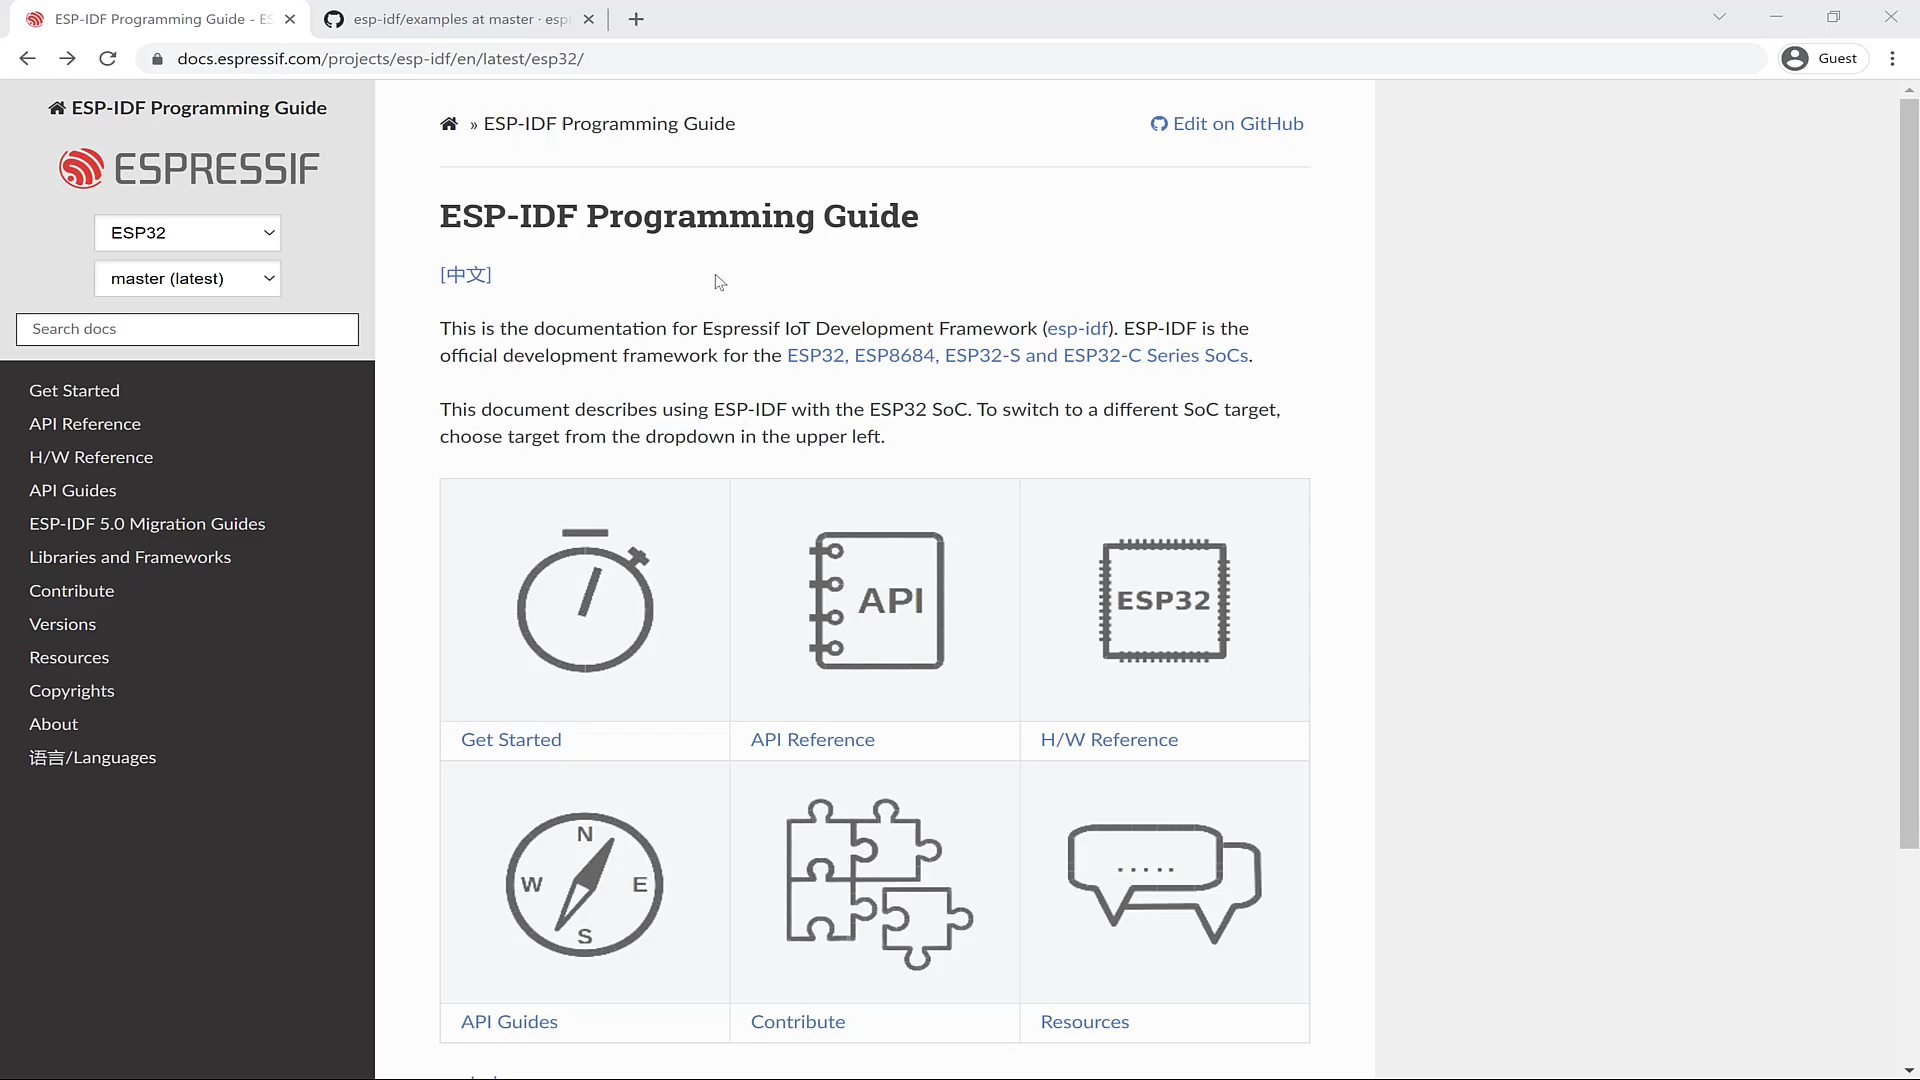 ESP-IDF Programming Guide - ES
esp-idf/examples at master · esp
docs.espressif.com/projects/esp-idf/en/latest/esp32/
Guest
ESP-IDF Programming Guide
ESPRESSIF
ESP32
master (latest)
Search docs
Get Started
API Reference
H/W Reference
API Guides
ESP-IDF 5.0 Migration Guides
Libraries and Frameworks
Contribute
Versions
Resources
Copyrights
About
语言/Languages
» ESP-IDF Programming Guide
Edit on GitHub
ESP-IDF Programming Guide
[中文]
This is the documentation for Espressif IoT Development Framework (esp-idf). ESP-IDF is the
official development framework for the ESP32, ESP8684, ESP32-S and ESP32-C Series SoCs.
This document describes using ESP-IDF with the ESP32 SoC. To switch to a different SoC target,
choose target from the dropdown in the upper left.
API
ESP32
Get Started
API Reference
H/W Reference
N
W E
S
.....
API Guides
Contribute
Resources